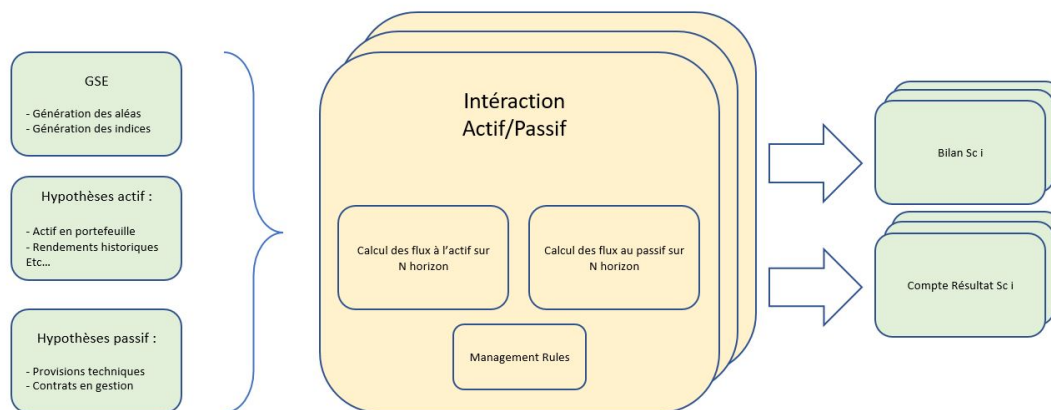 GSE
- Génération des aléas
- Génération des indices
Hypothèses actif :
- Actif en portefeuille
- Rendements historiques
Etc...
Hypothèses passif :
- Provisions techniques
- Contrats en gestion
Intéraction
Actif/Passif
Calcul des flux à l'actif sur
N horizon
Calcul des flux au passif sur
N horizon
Management Rules
Bilan Sc i
Compte Résultat Sc i